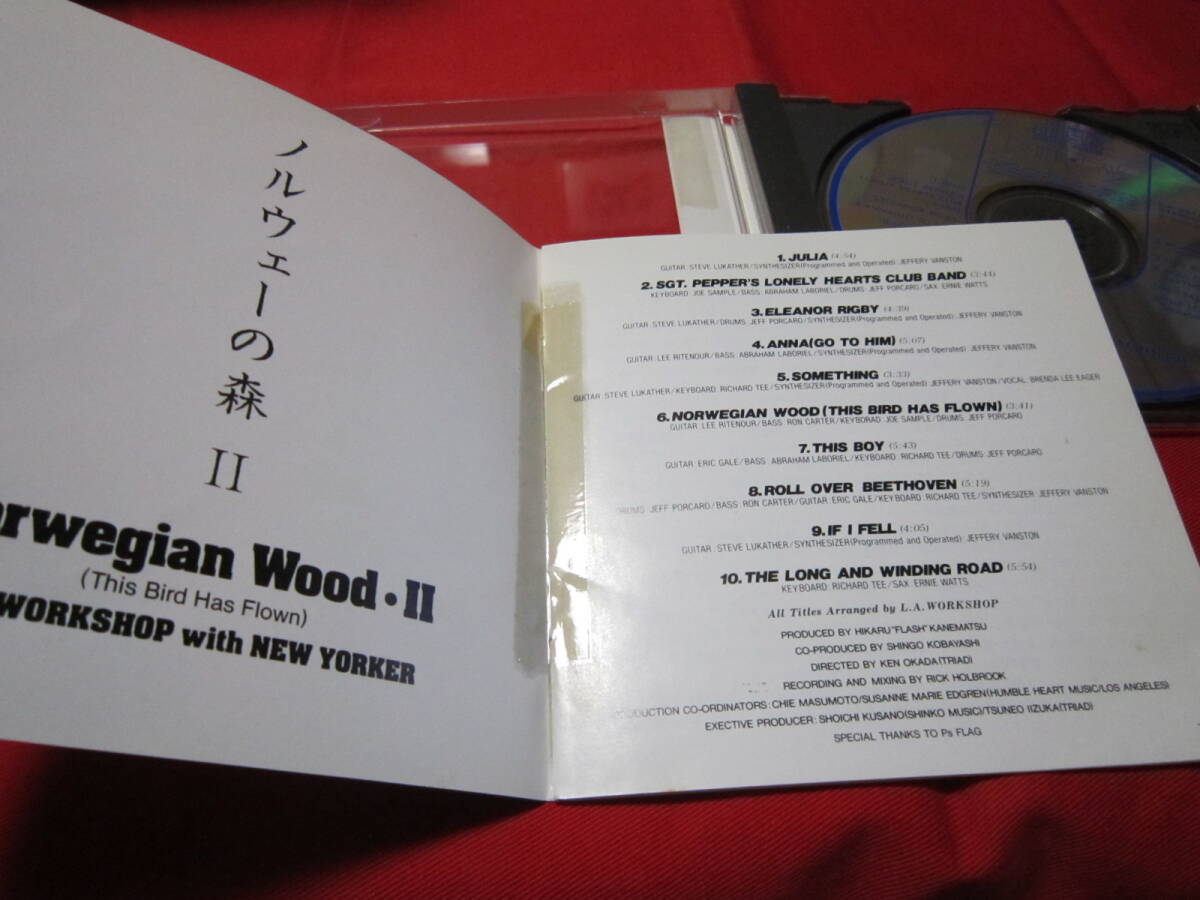 ノルウェーの森 II
orwegian Wood・II
(This Bird Has Flown)
WORKSHOP with NEW YORKER
1. JULIA (4:54)
GUITAR: STEVE LUKATHER/SYNTHESIZER(Programmed and Operated): JEFFERY VANSTON
2. SGT. PEPPER'S LONELY HEARTS CLUB BAND (3:44)
KEYBOARD: JOE SAMPLE/BASS: ABRAHAM LABORIEL/DRUMS: JEFF PORCARO/SAX: ERNIE WATTS
3. ELEANOR RIGBY (4:39)
GUITAR: STEVE LUKATHER/DRUMS: JEFF PORCARO/SYNTHESIZER(Programmed and Operated): JEFFERY VANSTON
4. ANNA(GO TO HIM) (5:07)
GUITAR: LEE RITENOUR/BASS: ABRAHAM LABORIEL/SYNTHESIZER(Programmed and Operated): JEFFERY VANSTON
5. SOMETHING (3:33)
GUITAR: STEVE LUKATHER/KEYBOARD: RICHARD TEE/SYNTHESIZER(Programmed and Operated): JEFFERY VANSTON/VOCAL: BRENDA LEE EAGER
6. NORWEGIAN WOOD (THIS BIRD HAS FLOWN) (3:41)
GUITAR: LEE RITENOUR/BASS: RON CARTER/KEYBORAD: JOE SAMPLE/DRUMS: JEFF PORCARO
7. THIS BOY (5:43)
GUITAR: ERIC GALE/BASS: ABRAHAM LABORIEL/KEYBOARD: RICHARD TEE/DRUMS: JEFF PORCARO
8. ROLL OVER BEETHOVEN (5:19)
DRUMS: JEFF PORCARO/BASS: RON CARTER/GUITAR: ERIC GALE/KEYBOARD: RICHARD TEE/SYNTHESIZER: JEFFERY VANSTON
9. IF I FELL (4:05)
GUITAR: STEVE LUKATHER/SYNTHESIZER(Programmed and Operated): JEFFERY VANSTON
10. THE LONG AND WINDING ROAD (5:54)
KEYBOARD: RICHARD TEE/SAX: ERNIE WATTS
All Titles Arranged by L.A. WORKSHOP
PRODUCED BY HIKARU"FLASH"KANEMATSU
CO-PRODUCED BY SHINGO KOBAYASHI
DIRECTED BY KEN OKADA(TRIAD)
RECORDING AND MIXING BY RICK HOLBROOK
ODUCTION CO-ORDINATORS: CHIE MASUMOTO/SUSANNE MARIE EDGREN(HUMBLE HEART MUSIC/LOS ANGELES)
EXECTIVE PRODUCER: SHOICHI KUSANO(SHINKO MUSIC)/TSUNEO IIZUKA(TRIAD)
SPECIAL THANKS TO Ps FLAG